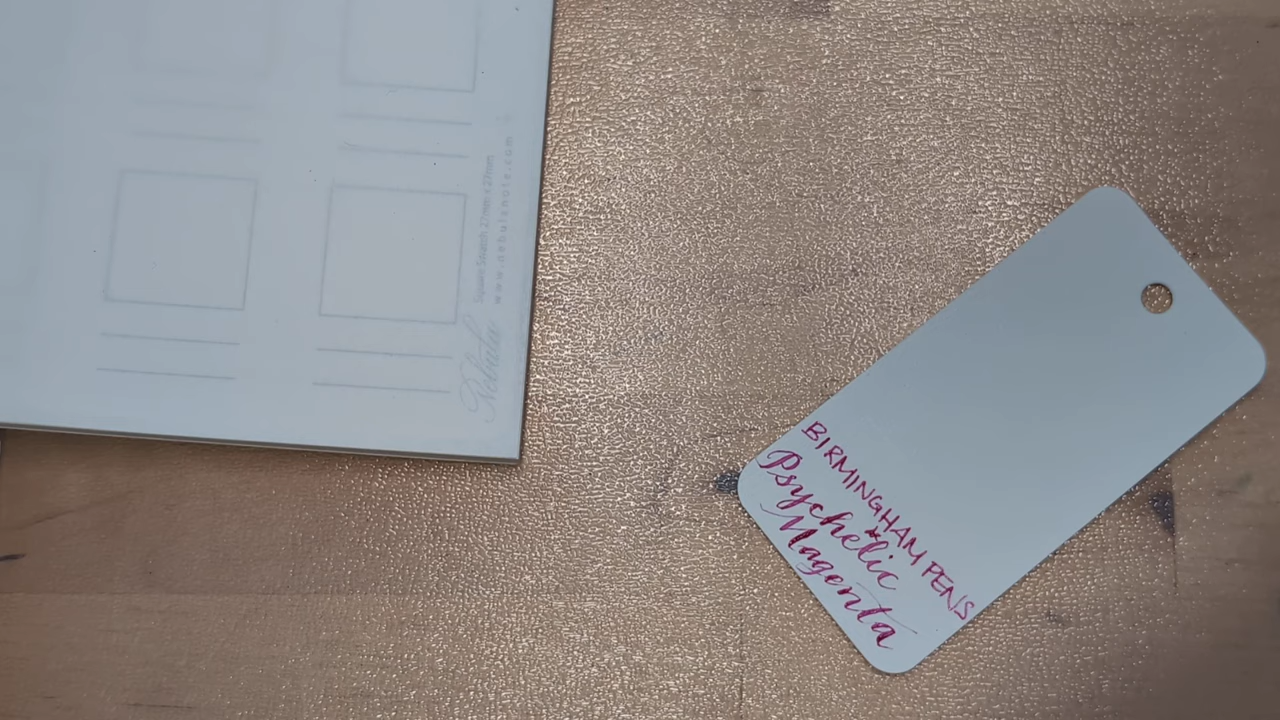 Square Swatch 27mm x 27mm
www.nebulanote.com
Nebula
BIRMINGHAM PENS
Psychelic
Magenta